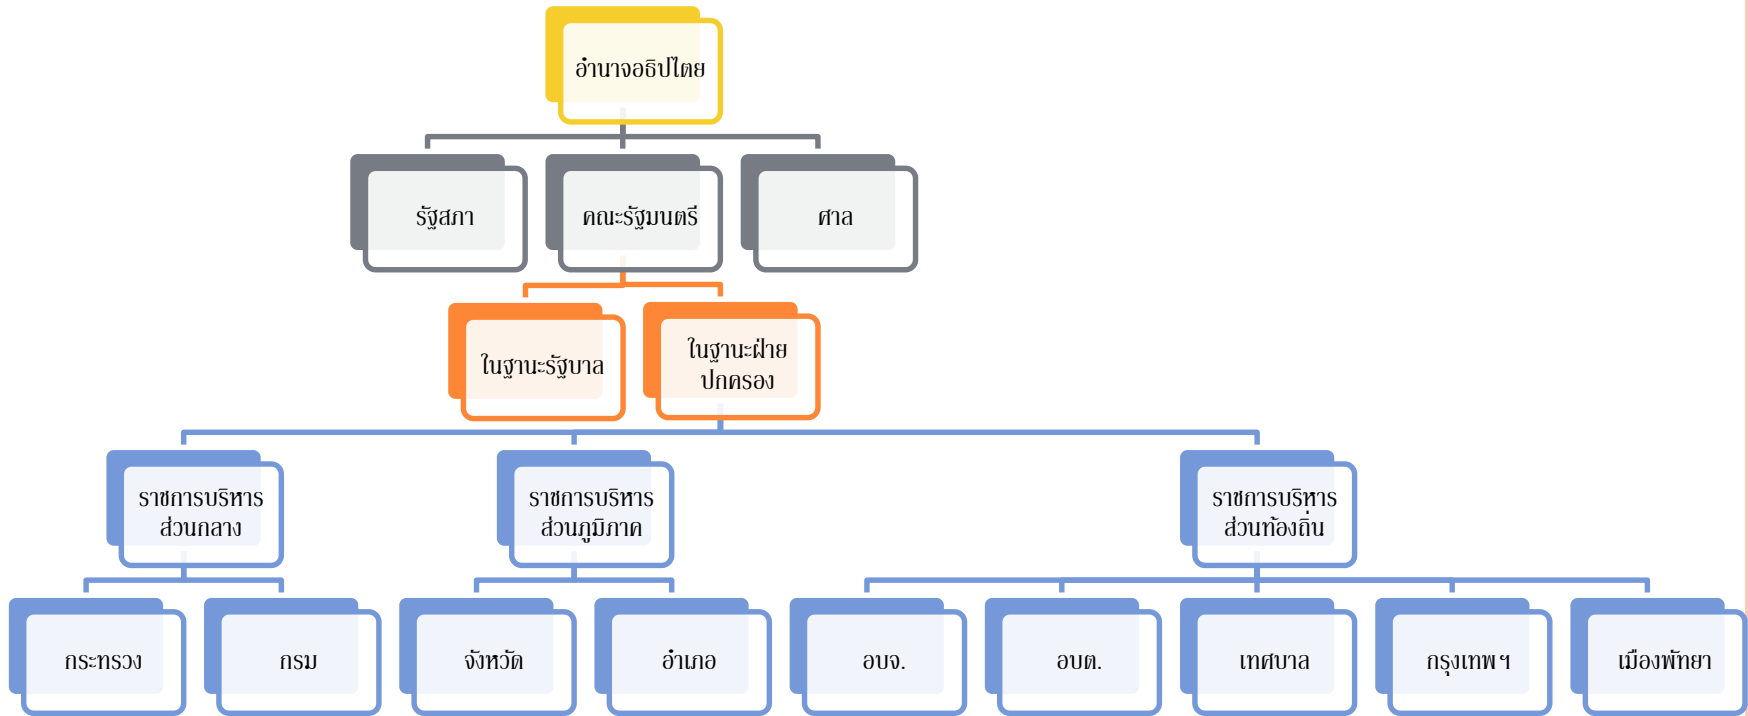 อำนาจอธิปไตย
รัฐสภา
คณะรัฐมนตรี
ศาล
ในฐานะรัฐบาล
ในฐานะฝ่าย
ปกครอง
ราชการบริหาร
ส่วนกลาง
ราชการบริหาร
ส่วนภูมิภาค
ราชการบริหาร
ส่วนท้องถิ่น
กระทรวง
กรม
จังหวัด
อำเภอ
อบจ.
อบต.
เทศบาล
กรุงเทพฯ
เมืองพัทยา